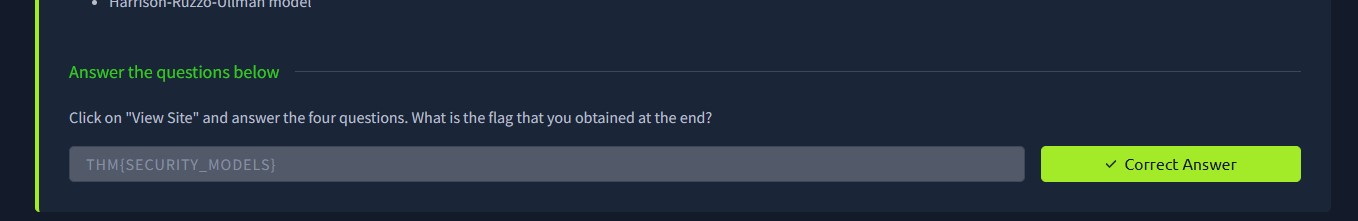 Harrison-Ruzzo-Ullman model
Answer the questions below
Click on "View Site" and answer the four questions. What is the flag that you obtained at the end?
THM{SECURITY_MODELS}
✓ Correct Answer